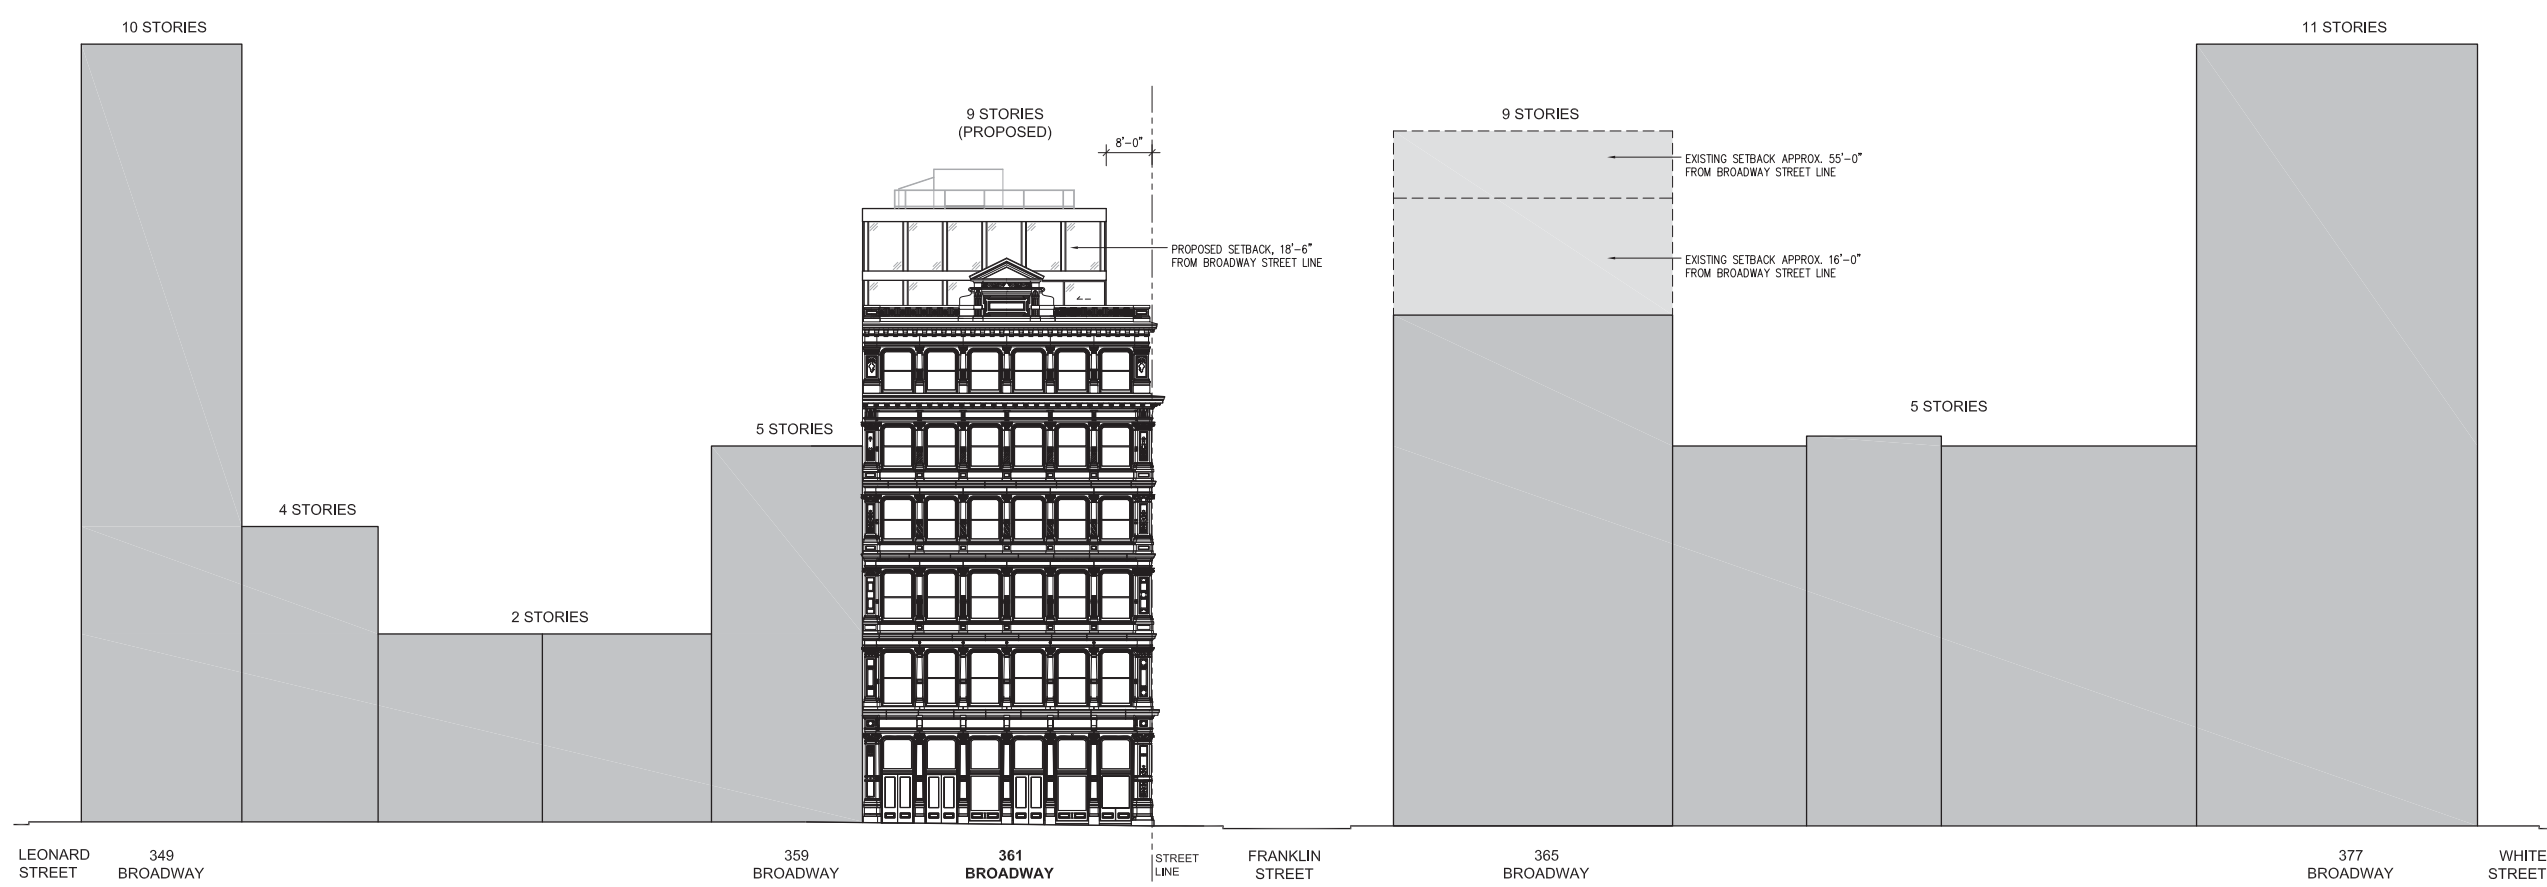 10 STORIES
11 STORIES
9 STORIES
(PROPOSED)
9 STORIES
8'-0"
EXISTING SETBACK APPROX. 55'-0"
FROM BROADWAY STREET LINE
PROPOSED SETBACK, 18'-6"
FROM BROADWAY STREET LINE
EXISTING SETBACK APPROX. 16'-0"
FROM BROADWAY STREET LINE
5 STORIES
5 STORIES
4 STORIES
2 STORIES
LEONARD
STREET
349
BROADWAY
359
BROADWAY
361
BROADWAY
STREET
LINE
FRANKLIN
STREET
365
BROADWAY
377
BROADWAY
WHITE
STREET